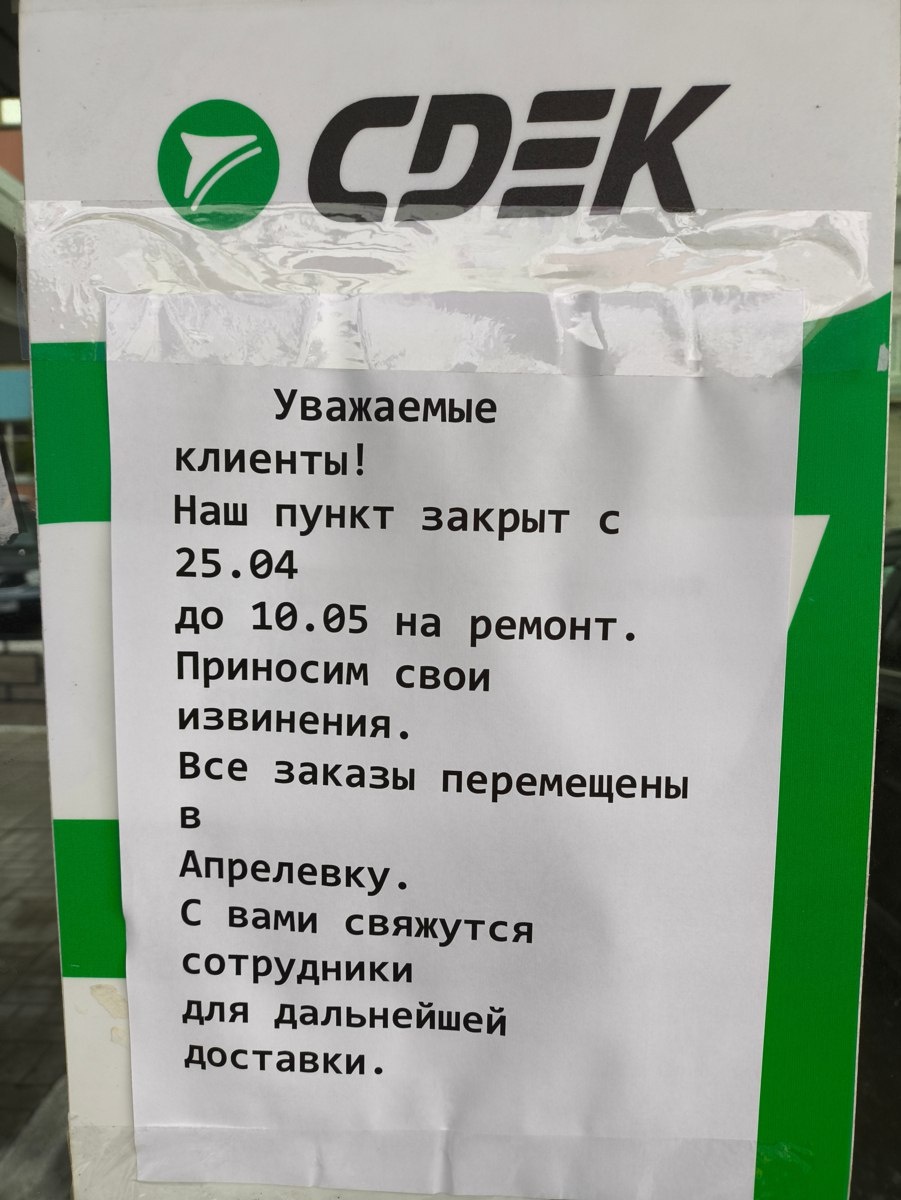 CDEK
Уважаемые
клиенты!
Наш пункт закрыт с
25.04
до 10.05 на ремонт.
Приносим свои
извинения.
Все заказы перемещены
в
Апрелевку.
С вами свяжутся
сотрудники
для дальнейшей
доставки.